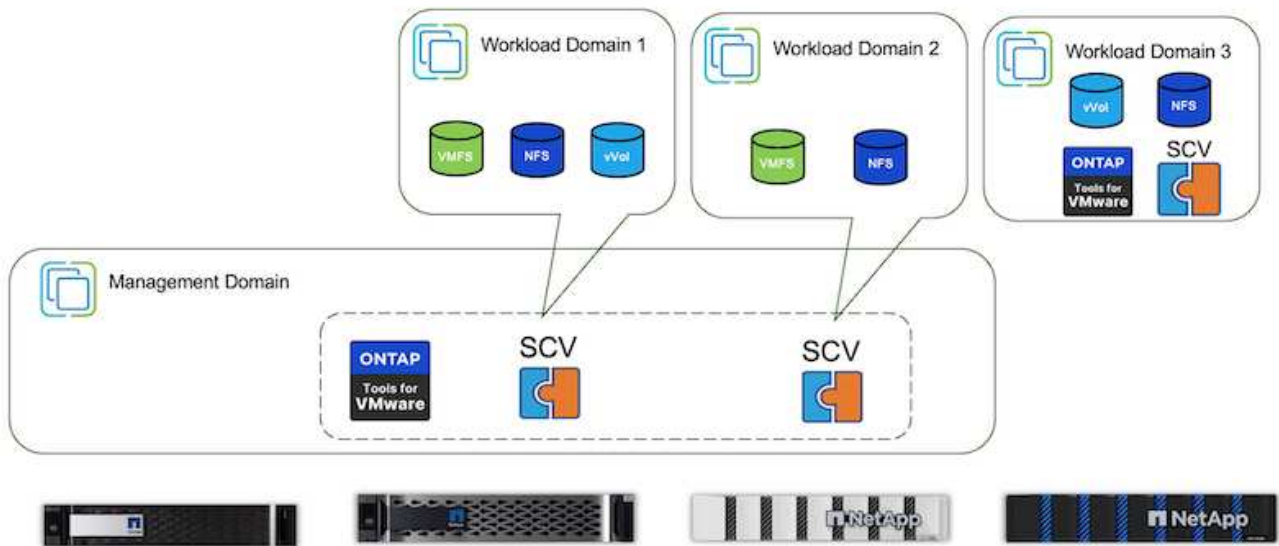 Workload Domain 1
VMFS
NFS
vVol
Workload Domain 2
VMFS
NFS
Workload Domain 3
vVol
NFS
ONTAP
Tools for
VMware
SCV
Management Domain
ONTAP
Tools for
VMware
SCV
SCV
NetApp
NetApp